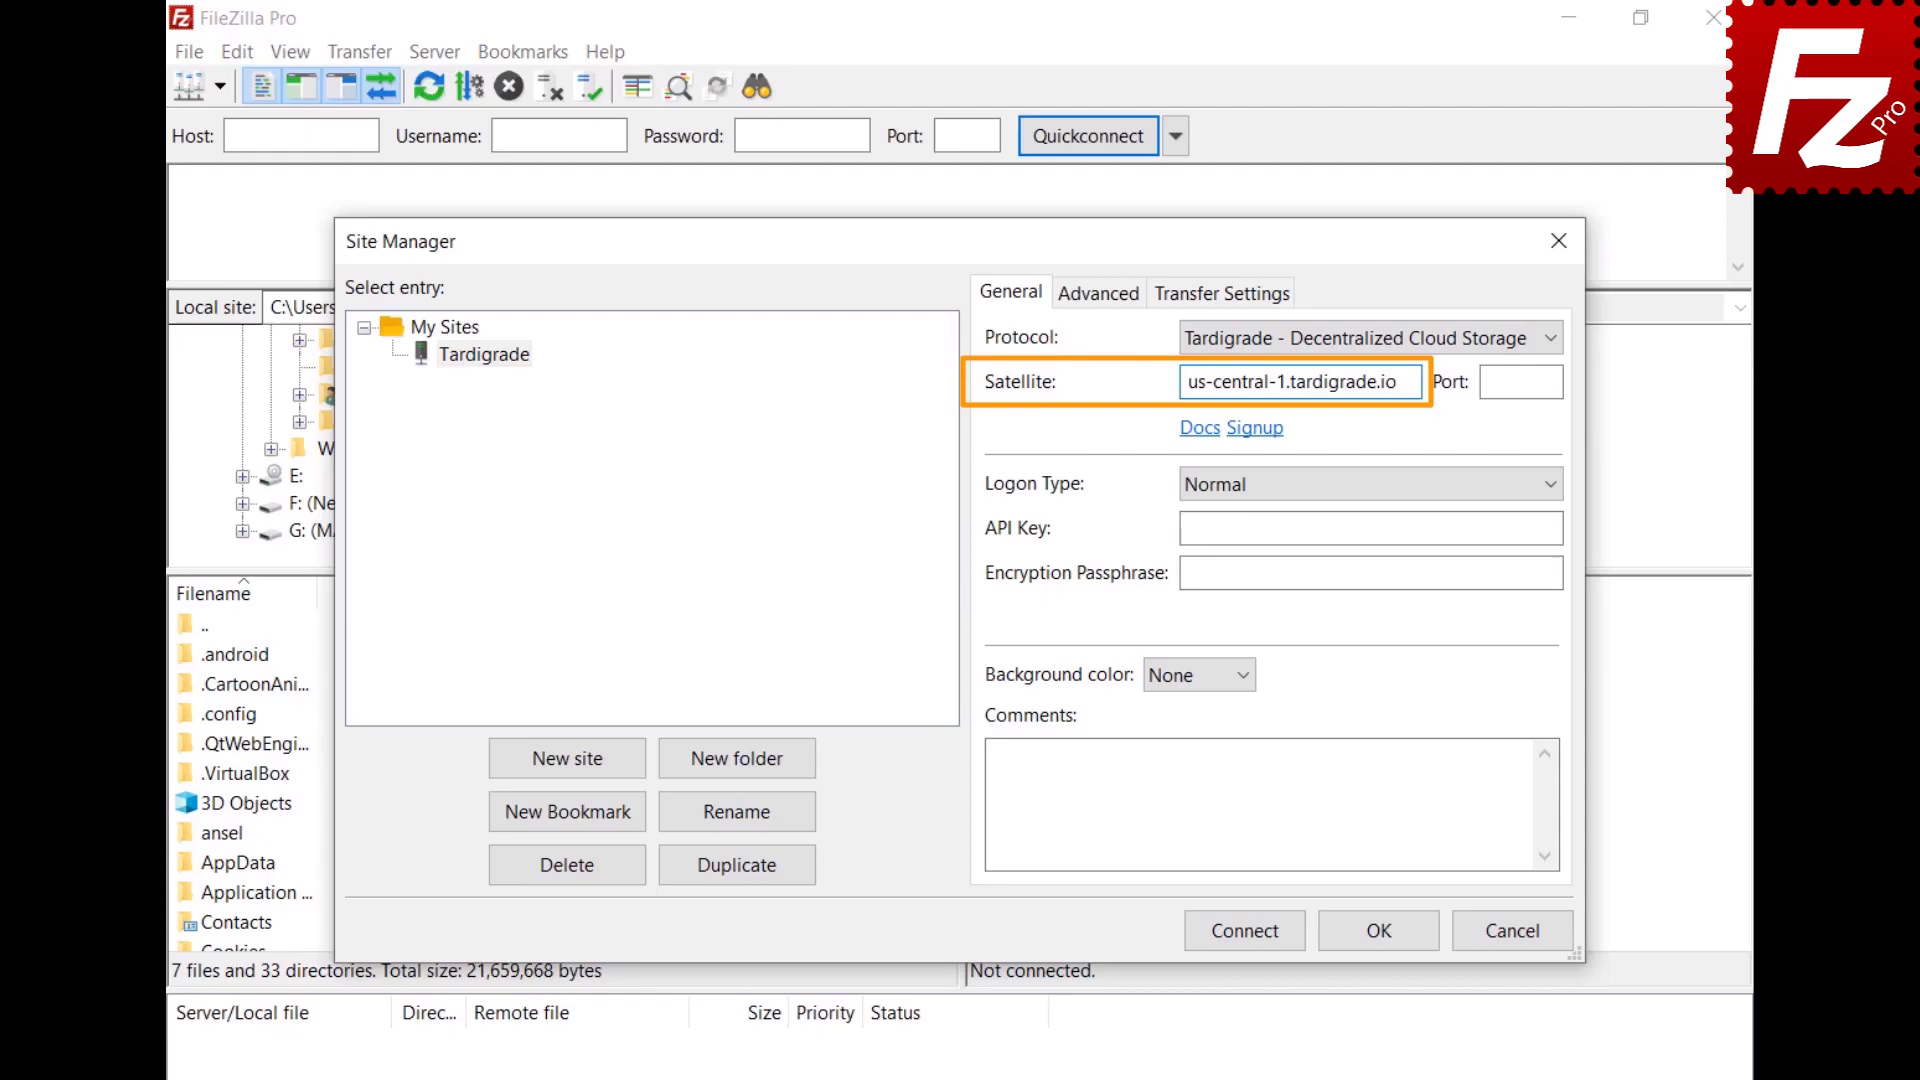 FileZilla Pro
File Edit View Transfer Server Bookmarks Help
Host: Username: Password: Port: Quickconnect
FZ Pro
Site Manager
Select entry:
My Sites
Tardigrade
New site New folder
New Bookmark Rename
Delete Duplicate
General Advanced Transfer Settings
Protocol: Tardigrade - Decentralized Cloud Storage
Satellite: us-central-1.tardigrade.io Port:
Docs Signup
Logon Type: Normal
API Key:
Encryption Passphrase:
Background color: None
Comments:
Connect OK Cancel
Local site: C:\Users
W
E:
F: (Ne
G: (MA
Filename
..
.android
.CartoonAni...
.config
.QtWebEngi...
.VirtualBox
3D Objects
ansel
AppData
Application ...
Contacts
Cookies
7 files and 33 directories. Total size: 21,659,668 bytes
Not connected.
Server/Local file Direc... Remote file Size Priority Status